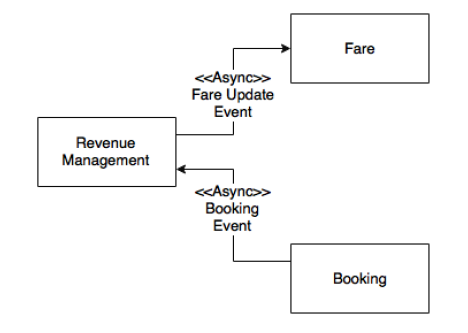 Fare
<<Async>>
Fare Update
Event
Revenue
Management
<<Async>>
Booking
Event
Booking